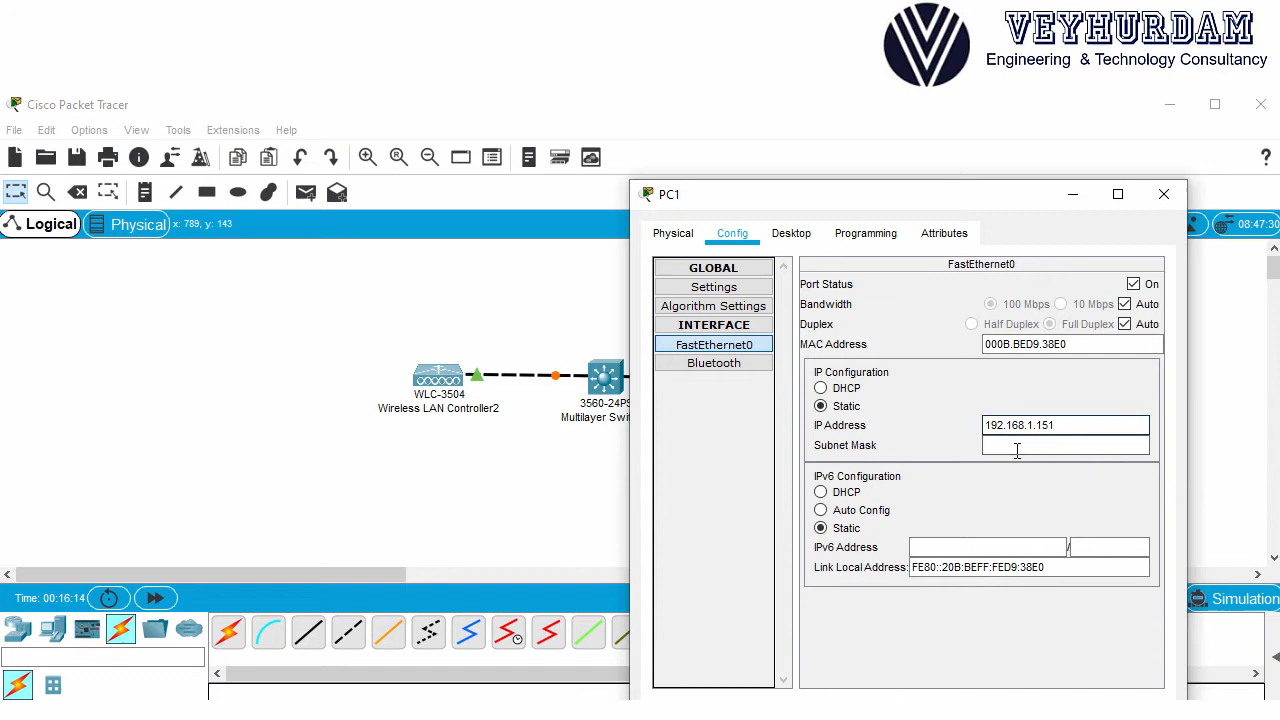 VEYHURDAM
Engineering & Technology Consultancy
Cisco Packet Tracer
File Edit Options View Tools Extensions Help
?
Logical Physical x: 789, y: 143
08:47:30
PC1
Physical Config Desktop Programming Attributes
GLOBAL
Settings
Algorithm Settings
INTERFACE
FastEthernet0
Bluetooth
FastEthernet0
Port Status On
Bandwidth 100 Mbps 10 Mbps Auto
Duplex Half Duplex Full Duplex Auto
MAC Address 000B.BED9.38E0
IP Configuration
DHCP
Static
IP Address 192.168.1.151
Subnet Mask
IPv6 Configuration
DHCP
Auto Config
Static
IPv6 Address /
Link Local Address: FE80::20B:BEFF:FED9:38E0
WLC-3504
Wireless LAN Controller2
3560-24PS
Multilayer Swi
Time: 00:16:14
Simulation